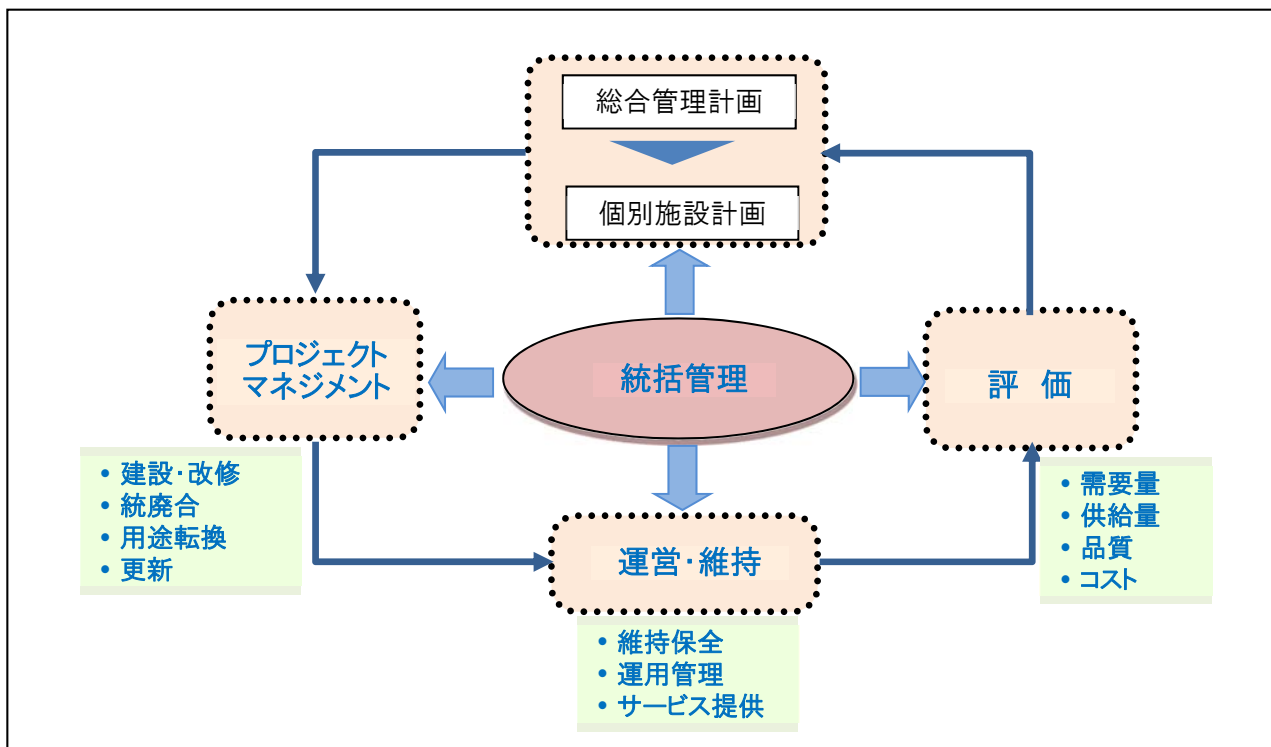 総合管理計画
個別施設計画
プロジェクト
マネジメント
統括管理
評 価
• 建設・改修
• 統廃合
• 用途転換
• 更新
• 需要量
• 供給量
• 品質
• コスト
運営・維持
• 維持保全
• 運用管理
• サービス提供